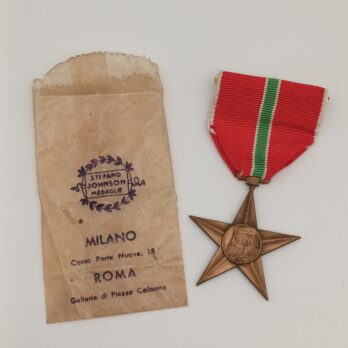 STEFANO
JOHNSON
MEDAGLIE
MILANO
Corso Porta Nuova, 15
ROMA
Galleria di Piazza Colonna